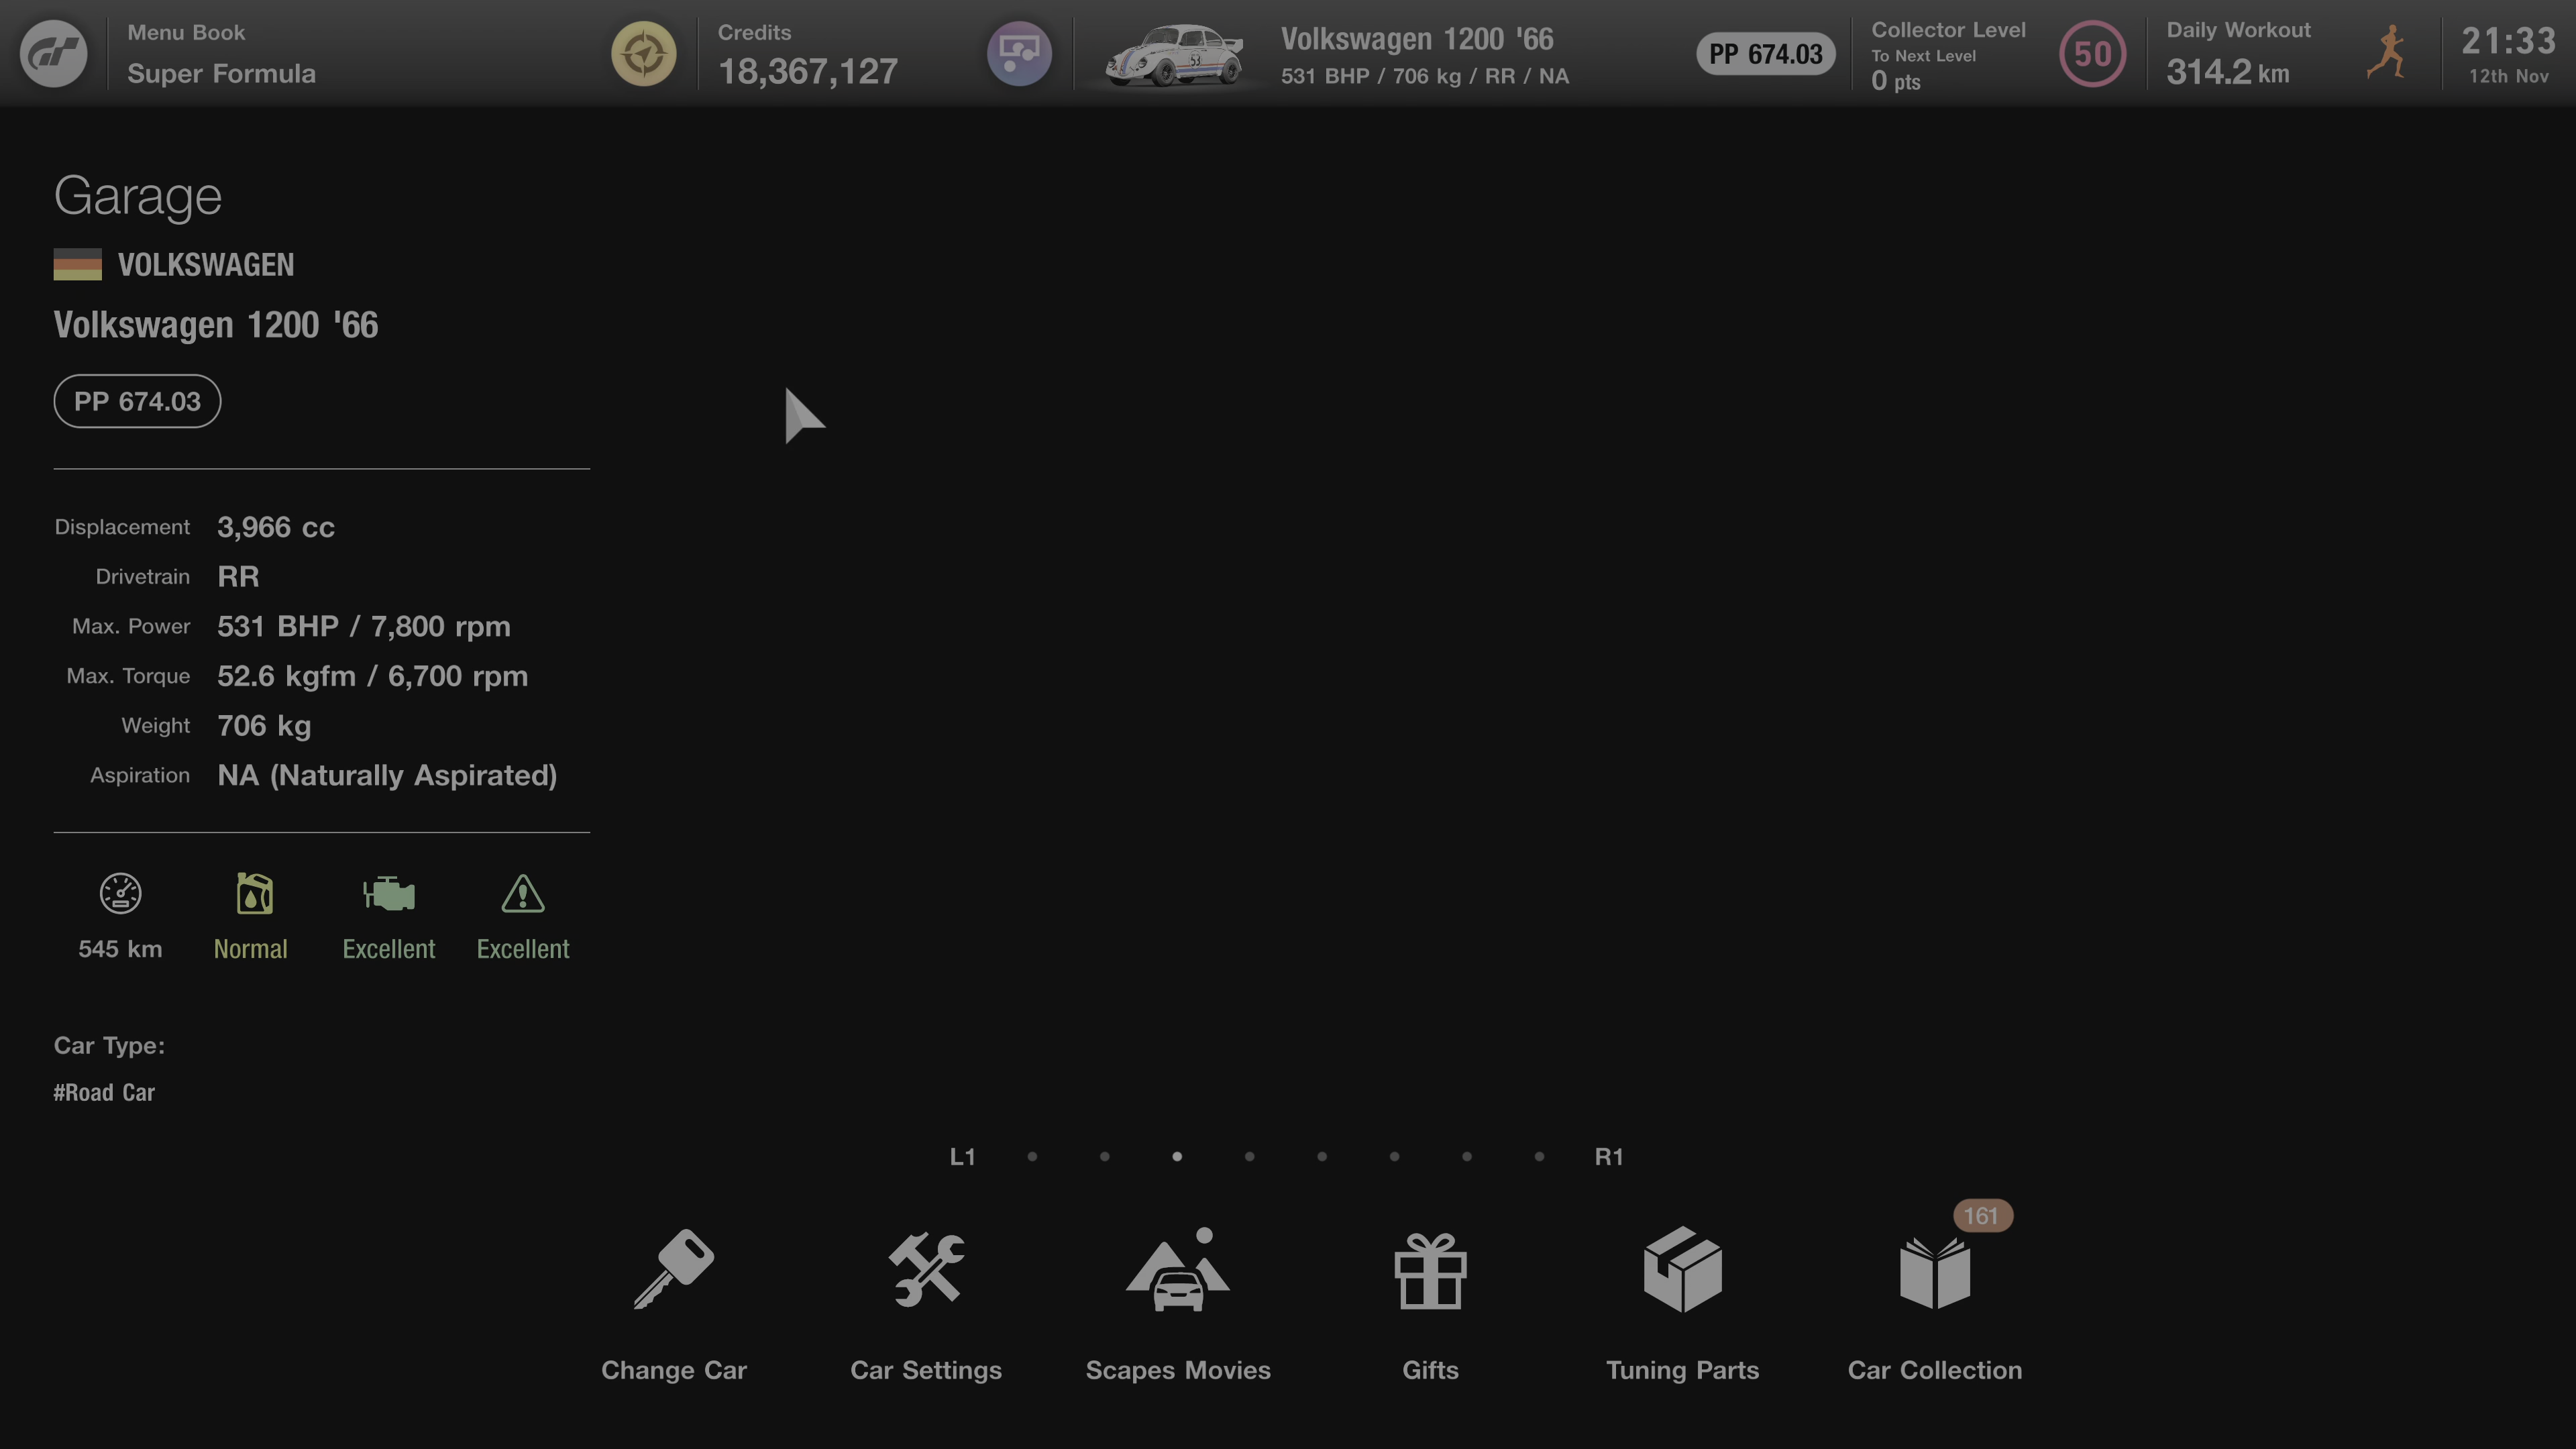 Menu Book
Super Formula
Credits
18,367,127
53
Volkswagen 1200 '66
531 BHP / 706 kg / RR / NA
PP 674.03
Collector Level
To Next Level
0 pts
50
Daily Workout
314.2 km
21:33
12th Nov
Garage
VOLKSWAGEN
Volkswagen 1200 '66
PP 674.03
Displacement 3,966 cc
Drivetrain RR
Max. Power 531 BHP / 7,800 rpm
Max. Torque 52.6 kgfm / 6,700 rpm
Weight 706 kg
Aspiration NA (Naturally Aspirated)
545 km Normal Excellent Excellent
Car Type:
#Road Car
L1 R1
161
Change Car Car Settings Scapes Movies Gifts Tuning Parts Car Collection